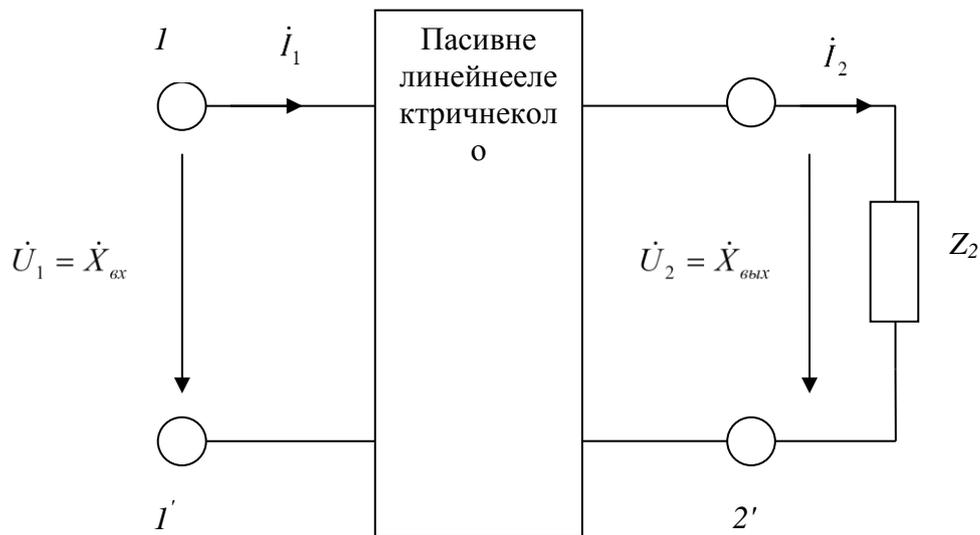 1
İ₁
Пасивне
линейнееле
ктричнекол
о
İ₂
U̇₁ = Ẋвх
U̇₂ = Ẋвых
Z₂
1'
2'